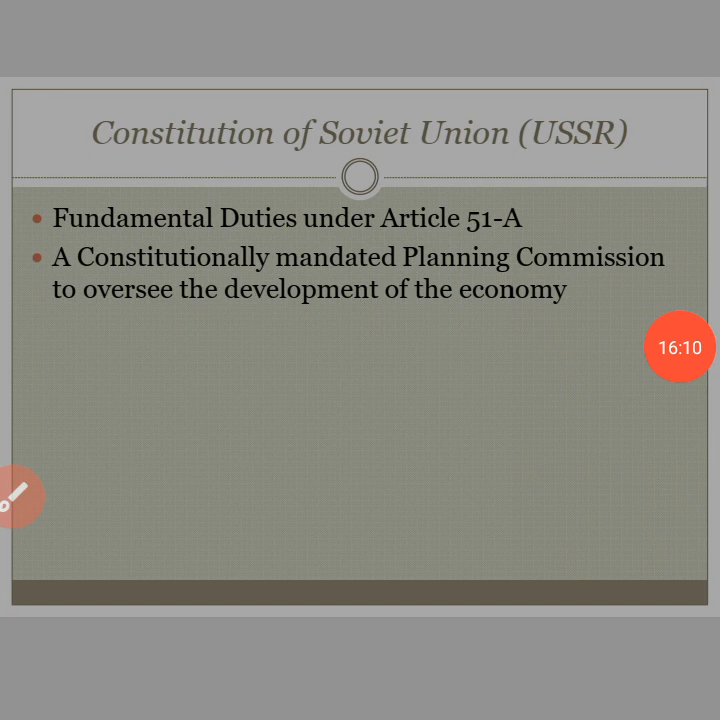 Constitution of Soviet Union (USSR)
Fundamental Duties under Article 51-A
A Constitutionally mandated Planning Commission
to oversee the development of the economy
16:10